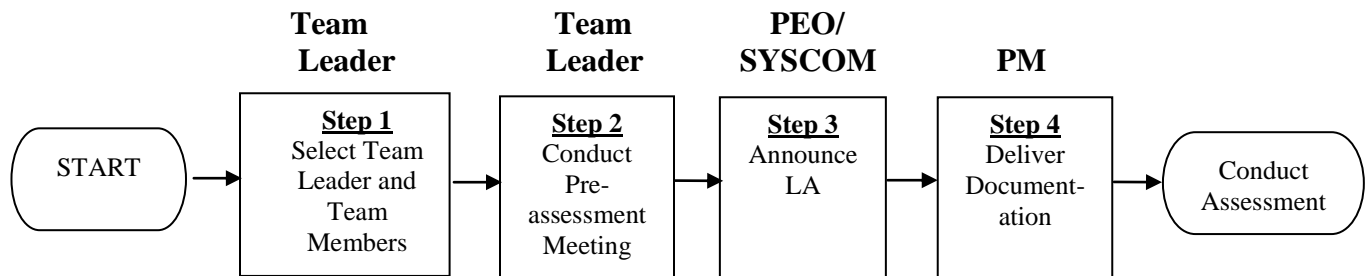 Team
Leader
Team
Leader
PEO/
SYSCOM
PM
START
Step 1
Select Team
Leader and
Team
Members
Step 2
Conduct
Pre-
assessment
Meeting
Step 3
Announce
LA
Step 4
Deliver
Document-
ation
Conduct
Assessment